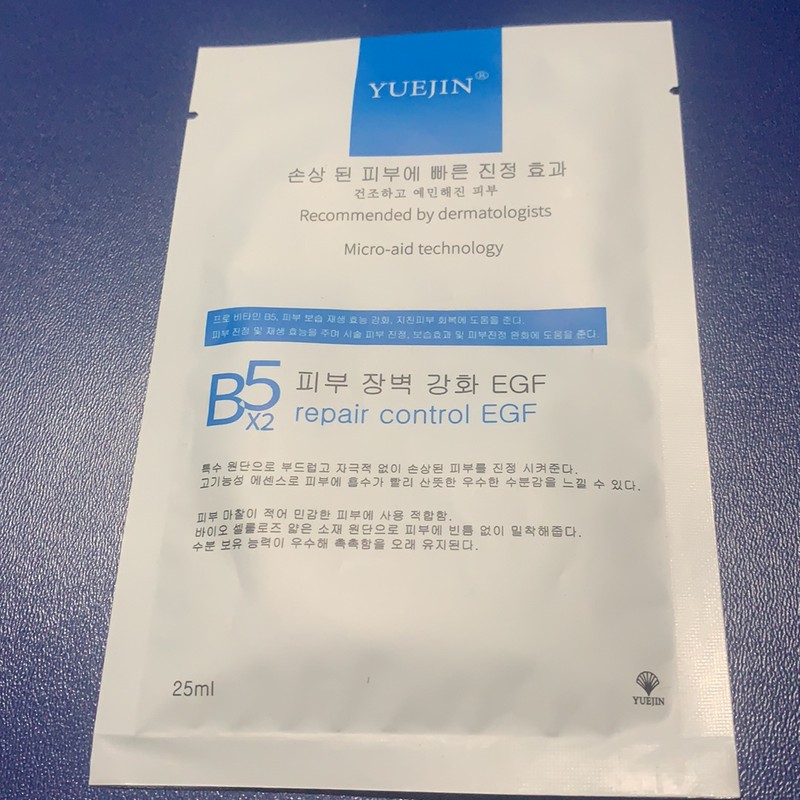 YUEJIN®
손상 된 피부에 빠른 진정 효과
건조하고 예민해진 피부
Recommended by dermatologists
Micro-aid technology
프로 비타민 B5, 피부 보습 재생 효능 강화, 지친피부 회복에 도움을 준다.
피부 진정 및 재생 효능을 주며 시술 피부 진정, 보습효과 및 피부진정 완화에 도움을 준다.
B5 X2
피부 장벽 강화 EGF
repair control EGF
특수 원단으로 부드럽고 자극적 없이 손상된 피부를 진정 시켜준다.
고기능성 에센스로 피부에 흡수가 빨리 산뜻한 우수한 수분감을 느낄 수 있다.
피부 마찰이 적어 민감한 피부에 사용 적합함.
바이오 셀룰로즈 얇은 소재 원단으로 피부에 빈틈 없이 밀착해줍다.
수분 보유 능력이 우수해 촉촉함을 오래 유지된다.
25ml
YUEJIN